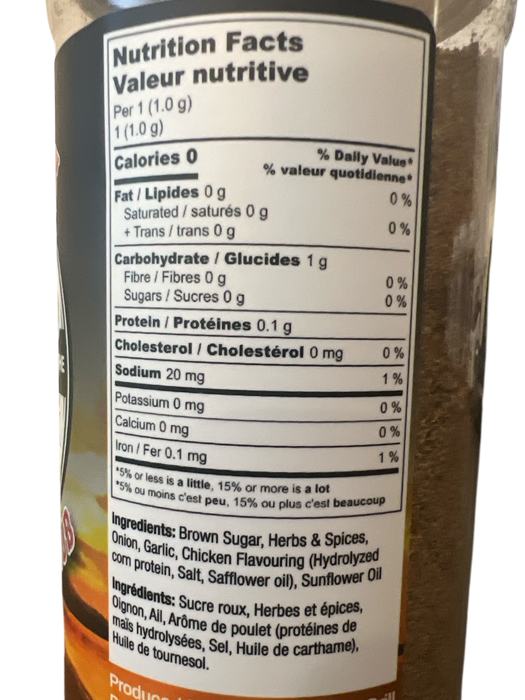 Nutrition Facts
Valeur nutritive
Per 1 (1.0 g)
1 (1.0 g)
Calories 0
% Daily Value*
% valeur quotidienne*
Fat / Lipides 0 g 0 %
Saturated / saturés 0 g
+ Trans / trans 0 g 0 %
Carbohydrate / Glucides 1 g
Fibre / Fibres 0 g 0 %
Sugars / Sucres 0 g 0 %
Protein / Protéines 0.1 g
Cholesterol / Cholestérol 0 mg 0 %
Sodium 20 mg 1 %
Potassium 0 mg 0 %
Calcium 0 mg 0 %
Iron / Fer 0.1 mg 1 %
*5% or less is a little, 15% or more is a lot
*5% ou moins c'est peu, 15% ou plus c'est beaucoup
Ingredients: Brown Sugar, Herbs & Spices,
Onion, Garlic, Chicken Flavouring (Hydrolyzed
corn protein, Salt, Safflower oil), Sunflower Oil
Ingrédients: Sucre roux, Herbes et épices,
Oignon, Ail, Arôme de poulet (protéines de
maïs hydrolysées, Sel, Huile de carthame),
Huile de tournesol.